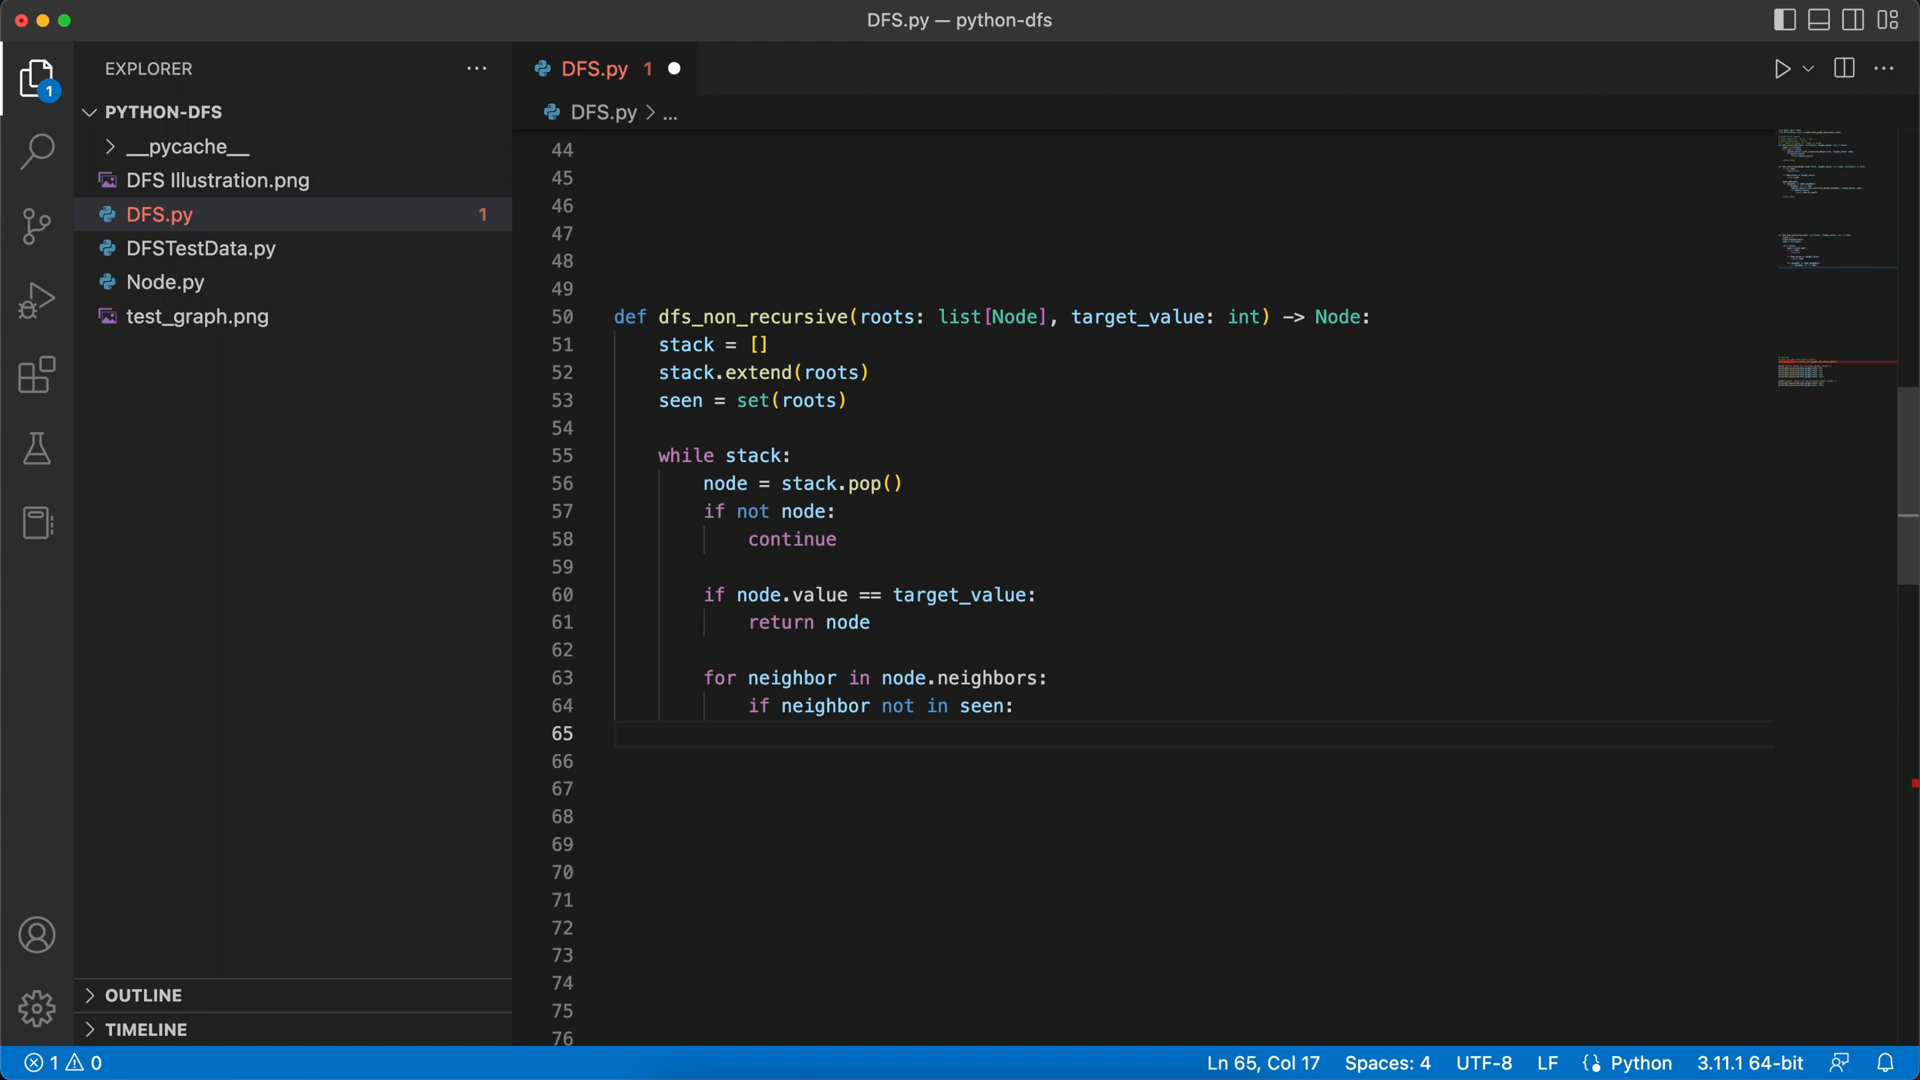 DFS.py — python-dfs
1
EXPLORER
PYTHON-DFS
__pycache__
DFS Illustration.png
DFS.py 1
DFSTestData.py
Node.py
test_graph.png
OUTLINE
TIMELINE
DFS.py 1
DFS.py > ...
44
45
46
47
48
49
50 def dfs_non_recursive(roots: list[Node], target_value: int) -> Node:
51 stack = []
52 stack.extend(roots)
53 seen = set(roots)
54
55 while stack:
56 node = stack.pop()
57 if not node:
58 continue
59
60 if node.value == target_value:
61 return node
62
63 for neighbor in node.neighbors:
64 if neighbor not in seen:
65
66
67
68
69
70
71
72
73
74
75
76
1 0
Ln 65, Col 17 Spaces: 4 UTF-8 LF Python 3.11.1 64-bit